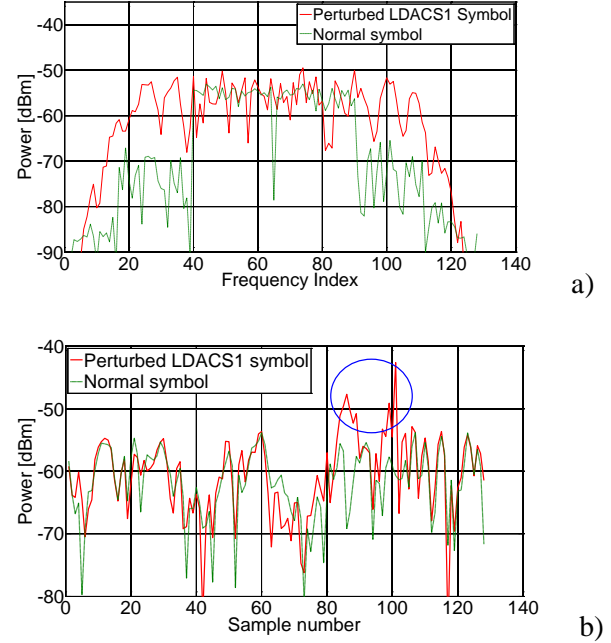 Perturbed LDACS1 Symbol
Normal symbol
Power [dBm]
-40
-50
-60
-70
-80
-90
0 20 40 60 80 100 120 140
Frequency Index
a)
Perturbed LDACS1 symbol
Normal symbol
Power [dBm]
-40
-50
-60
-70
-80
0 20 40 60 80 100 120 140
Sample number
b)